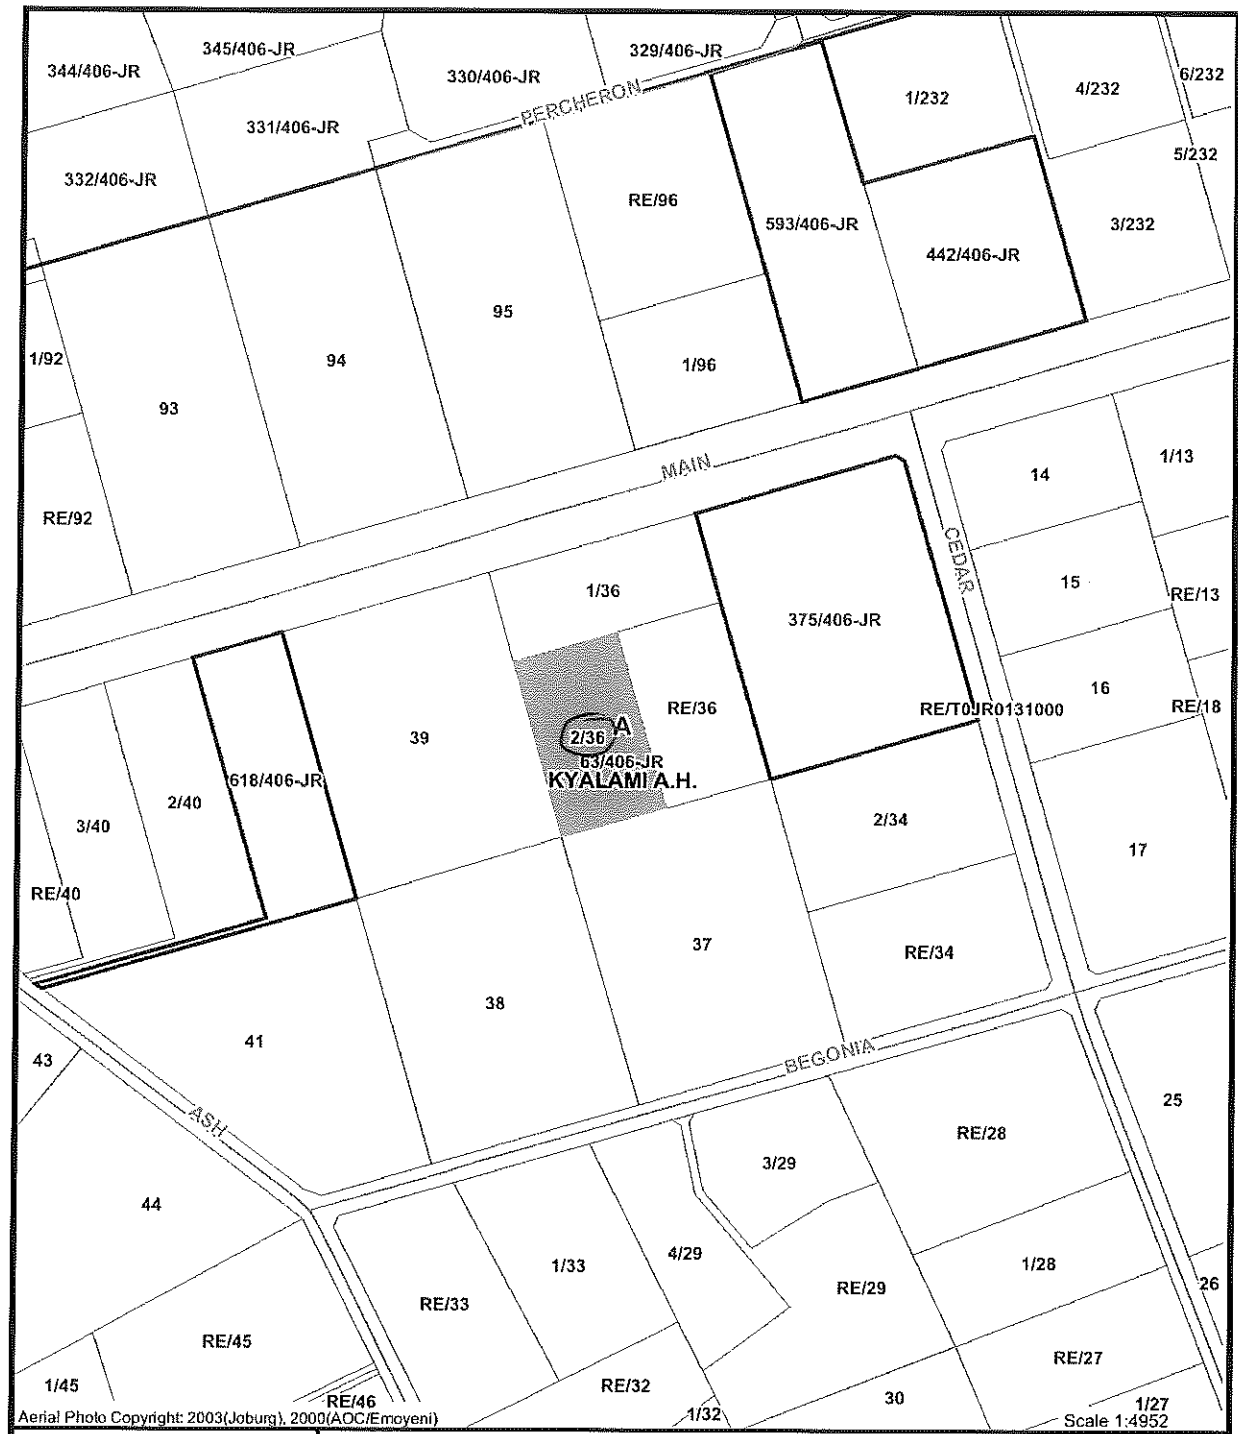 345/406-JR
329/406-JR
344/406-JR
330/406-JR
6/232
4/232
1/232
PERCHERON
331/406-JR
5/232
332/406-JR
RE/96
593/406-JR
3/232
442/406-JR
95
1/92
94
1/96
93
MAIN
1/13
14
RE/92
CEDAR
15
1/36
RE/13
375/406-JR
16
RE/36
RE/T0JR0131000
RE/18
A
39
2/36
63/406-JR
KYALAMI A.H.
618/406-JR
2/40
2/34
3/40
17
RE/40
37
RE/34
38
41
BEGONIA
43
25
ASH
RE/28
3/29
44
4/29
1/33
1/28
26
RE/29
RE/33
RE/45
RE/27
1/45
RE/32
30
RE/46
1/32
1/27
Aerial Photo Copyright: 2003(Joburg), 2000(AOC/Emoyeni)
Scale 1:4952